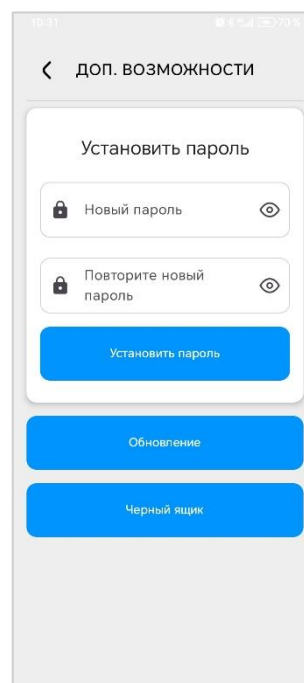 10:31
70%
ДОП. ВОЗМОЖНОСТИ
Установить пароль
Новый пароль
Повторите новый
пароль
Установить пароль
Обновление
Черный ящик